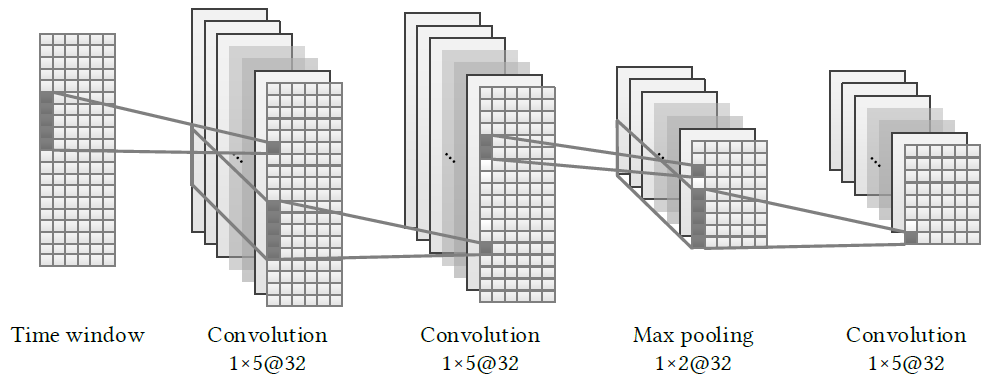 Time window
Convolution
1×5@32
Convolution
1×5@32
Max pooling
1×2@32
Convolution
1×5@32